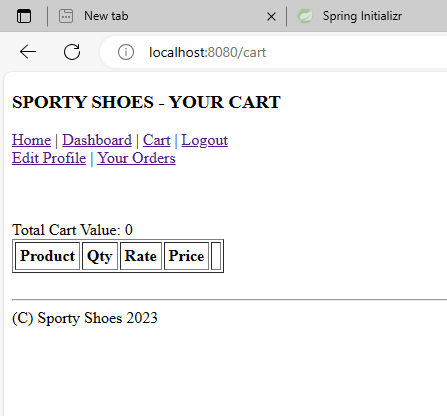 New tab
Spring Initializr
localhost:8080/cart
SPORTY SHOES - YOUR CART
Home | Dashboard | Cart | Logout
Edit Profile | Your Orders
Total Cart Value: 0
Product Qty Rate Price
(C) Sporty Shoes 2023